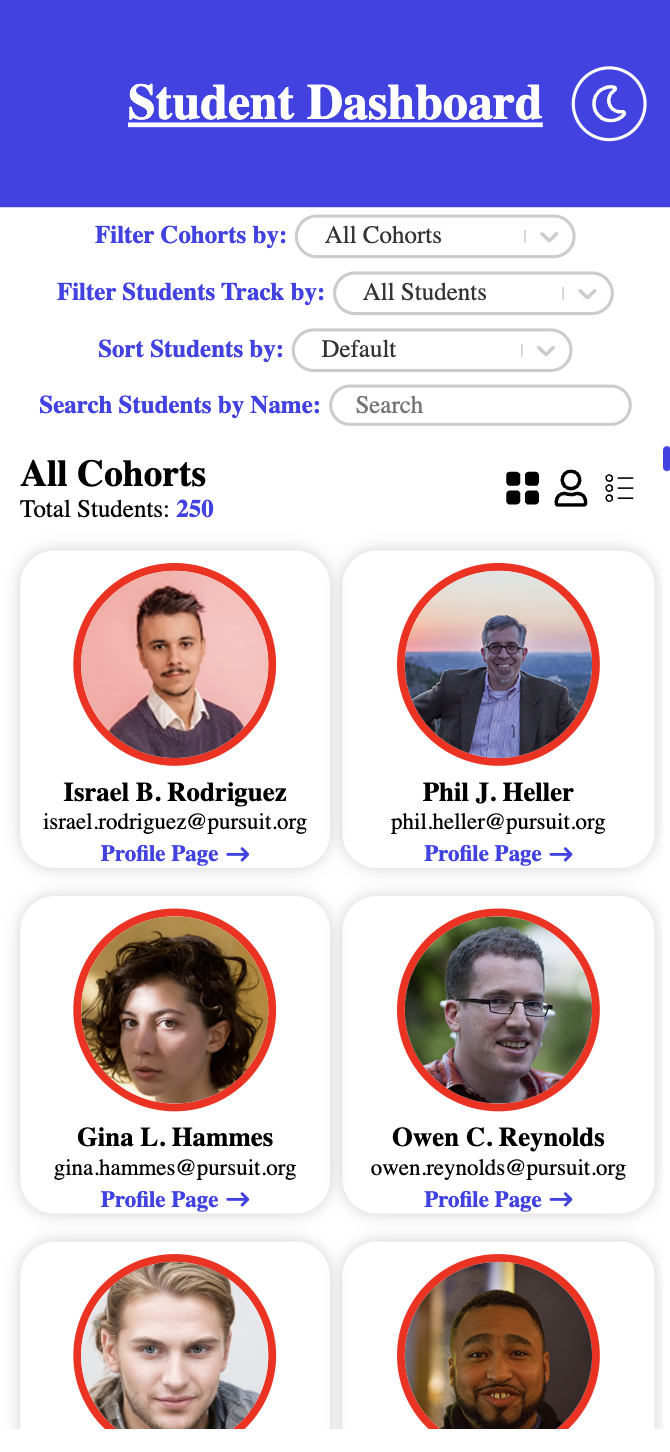 Student Dashboard
Filter Cohorts by: All Cohorts
Filter Students Track by: All Students
Sort Students by: Default
Search Students by Name: Search
All Cohorts
Total Students: 250
Israel B. Rodriguez
israel.rodriguez@pursuit.org
Profile Page →
Phil J. Heller
phil.heller@pursuit.org
Profile Page →
Gina L. Hammes
gina.hammes@pursuit.org
Profile Page →
Owen C. Reynolds
owen.reynolds@pursuit.org
Profile Page →